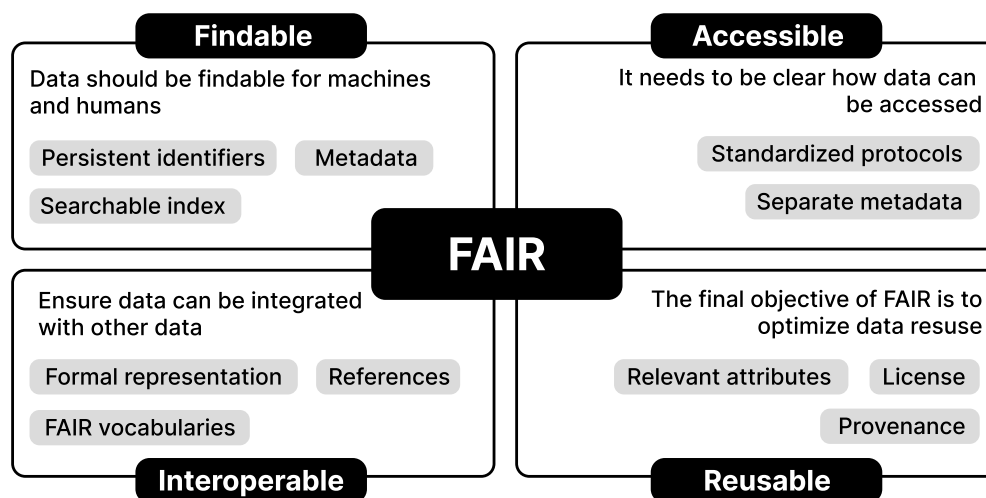 Findable
Data should be findable for machines
and humans
Persistent identifiers
Metadata
Searchable index
Accessible
It needs to be clear how data can
be accessed
Standardized protocols
Separate metadata
FAIR
Ensure data can be integrated
with other data
Formal representation
References
FAIR vocabularies
Interoperable
The final objective of FAIR is to
optimize data resuse
Relevant attributes
License
Provenance
Reusable